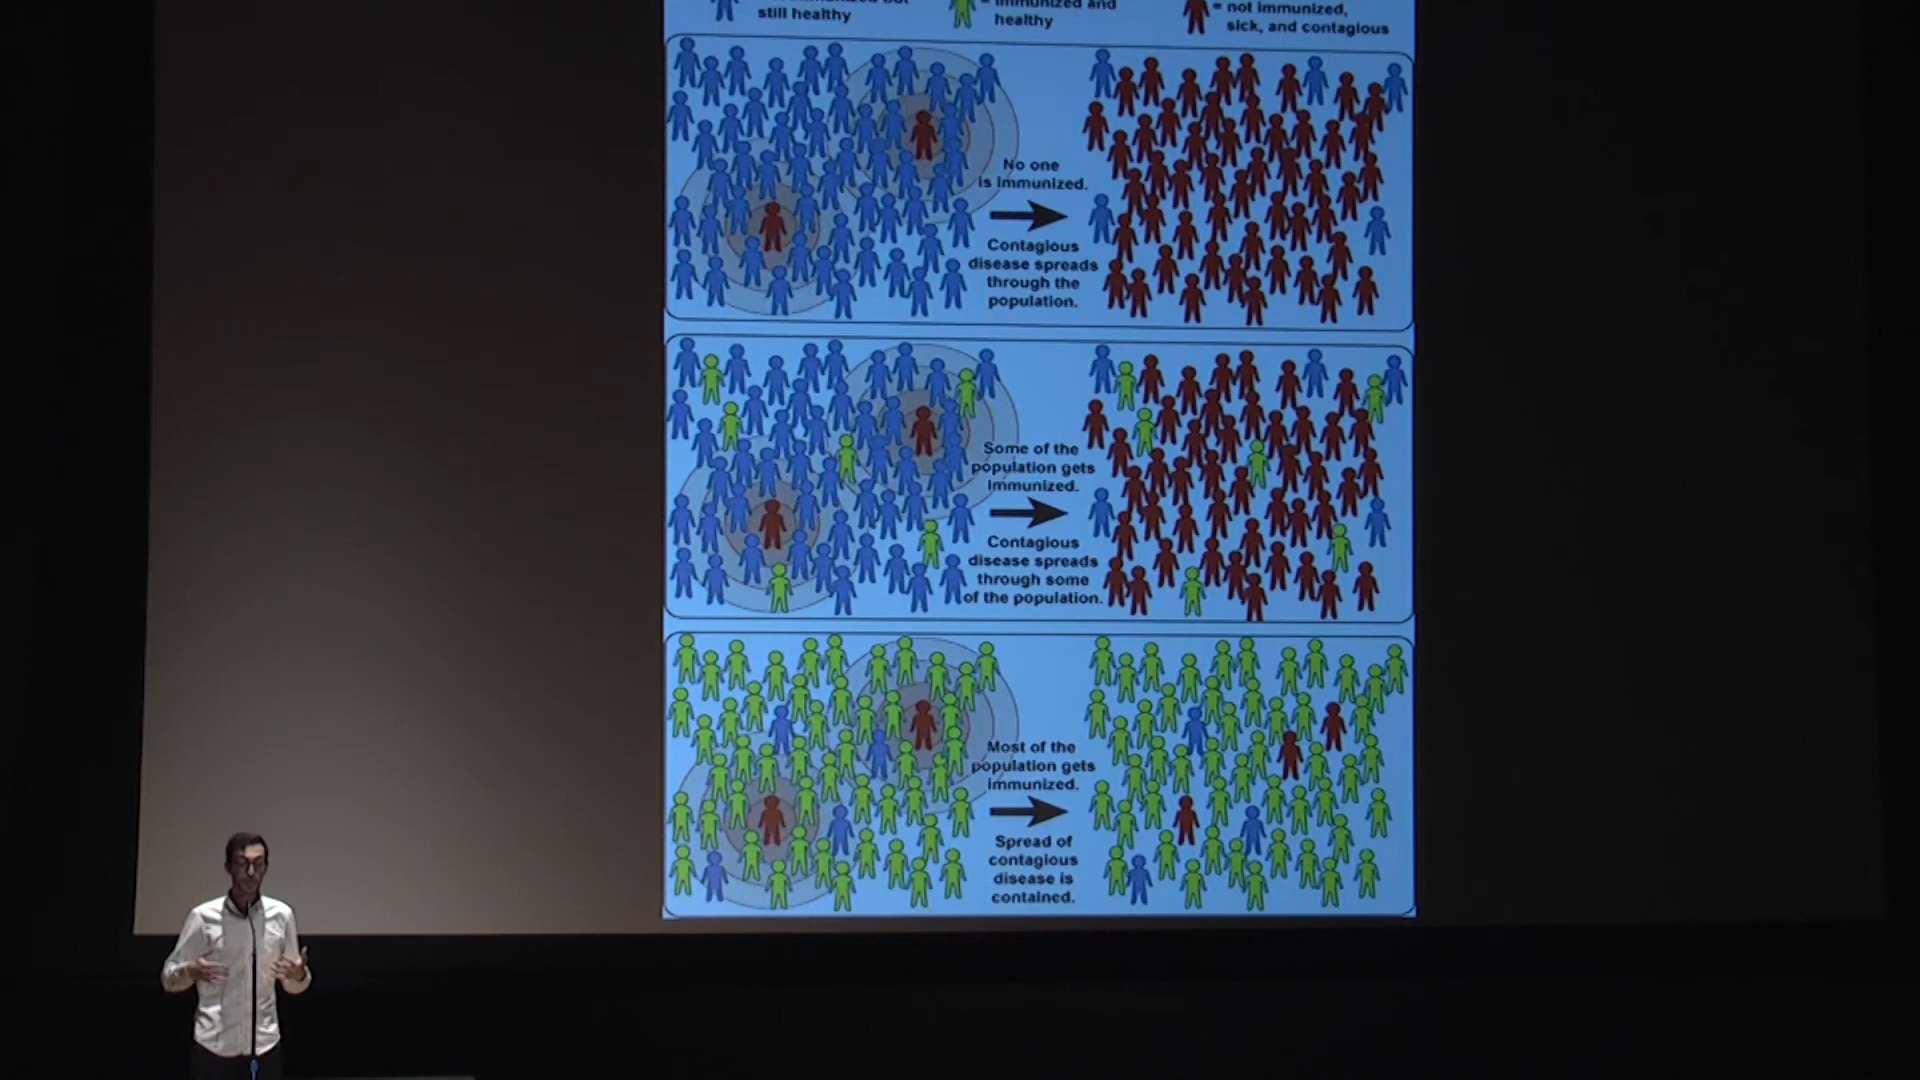 still healthy
= immunized and
healthy
= not immunized,
sick, and contagious
No one
is immunized.
Contagious
disease spreads
through the
population.
Some of the
population gets
immunized.
Contagious
disease spreads
through some
of the population.
Most of the
population gets
immunized.
Spread of
contagious
disease is
contained.